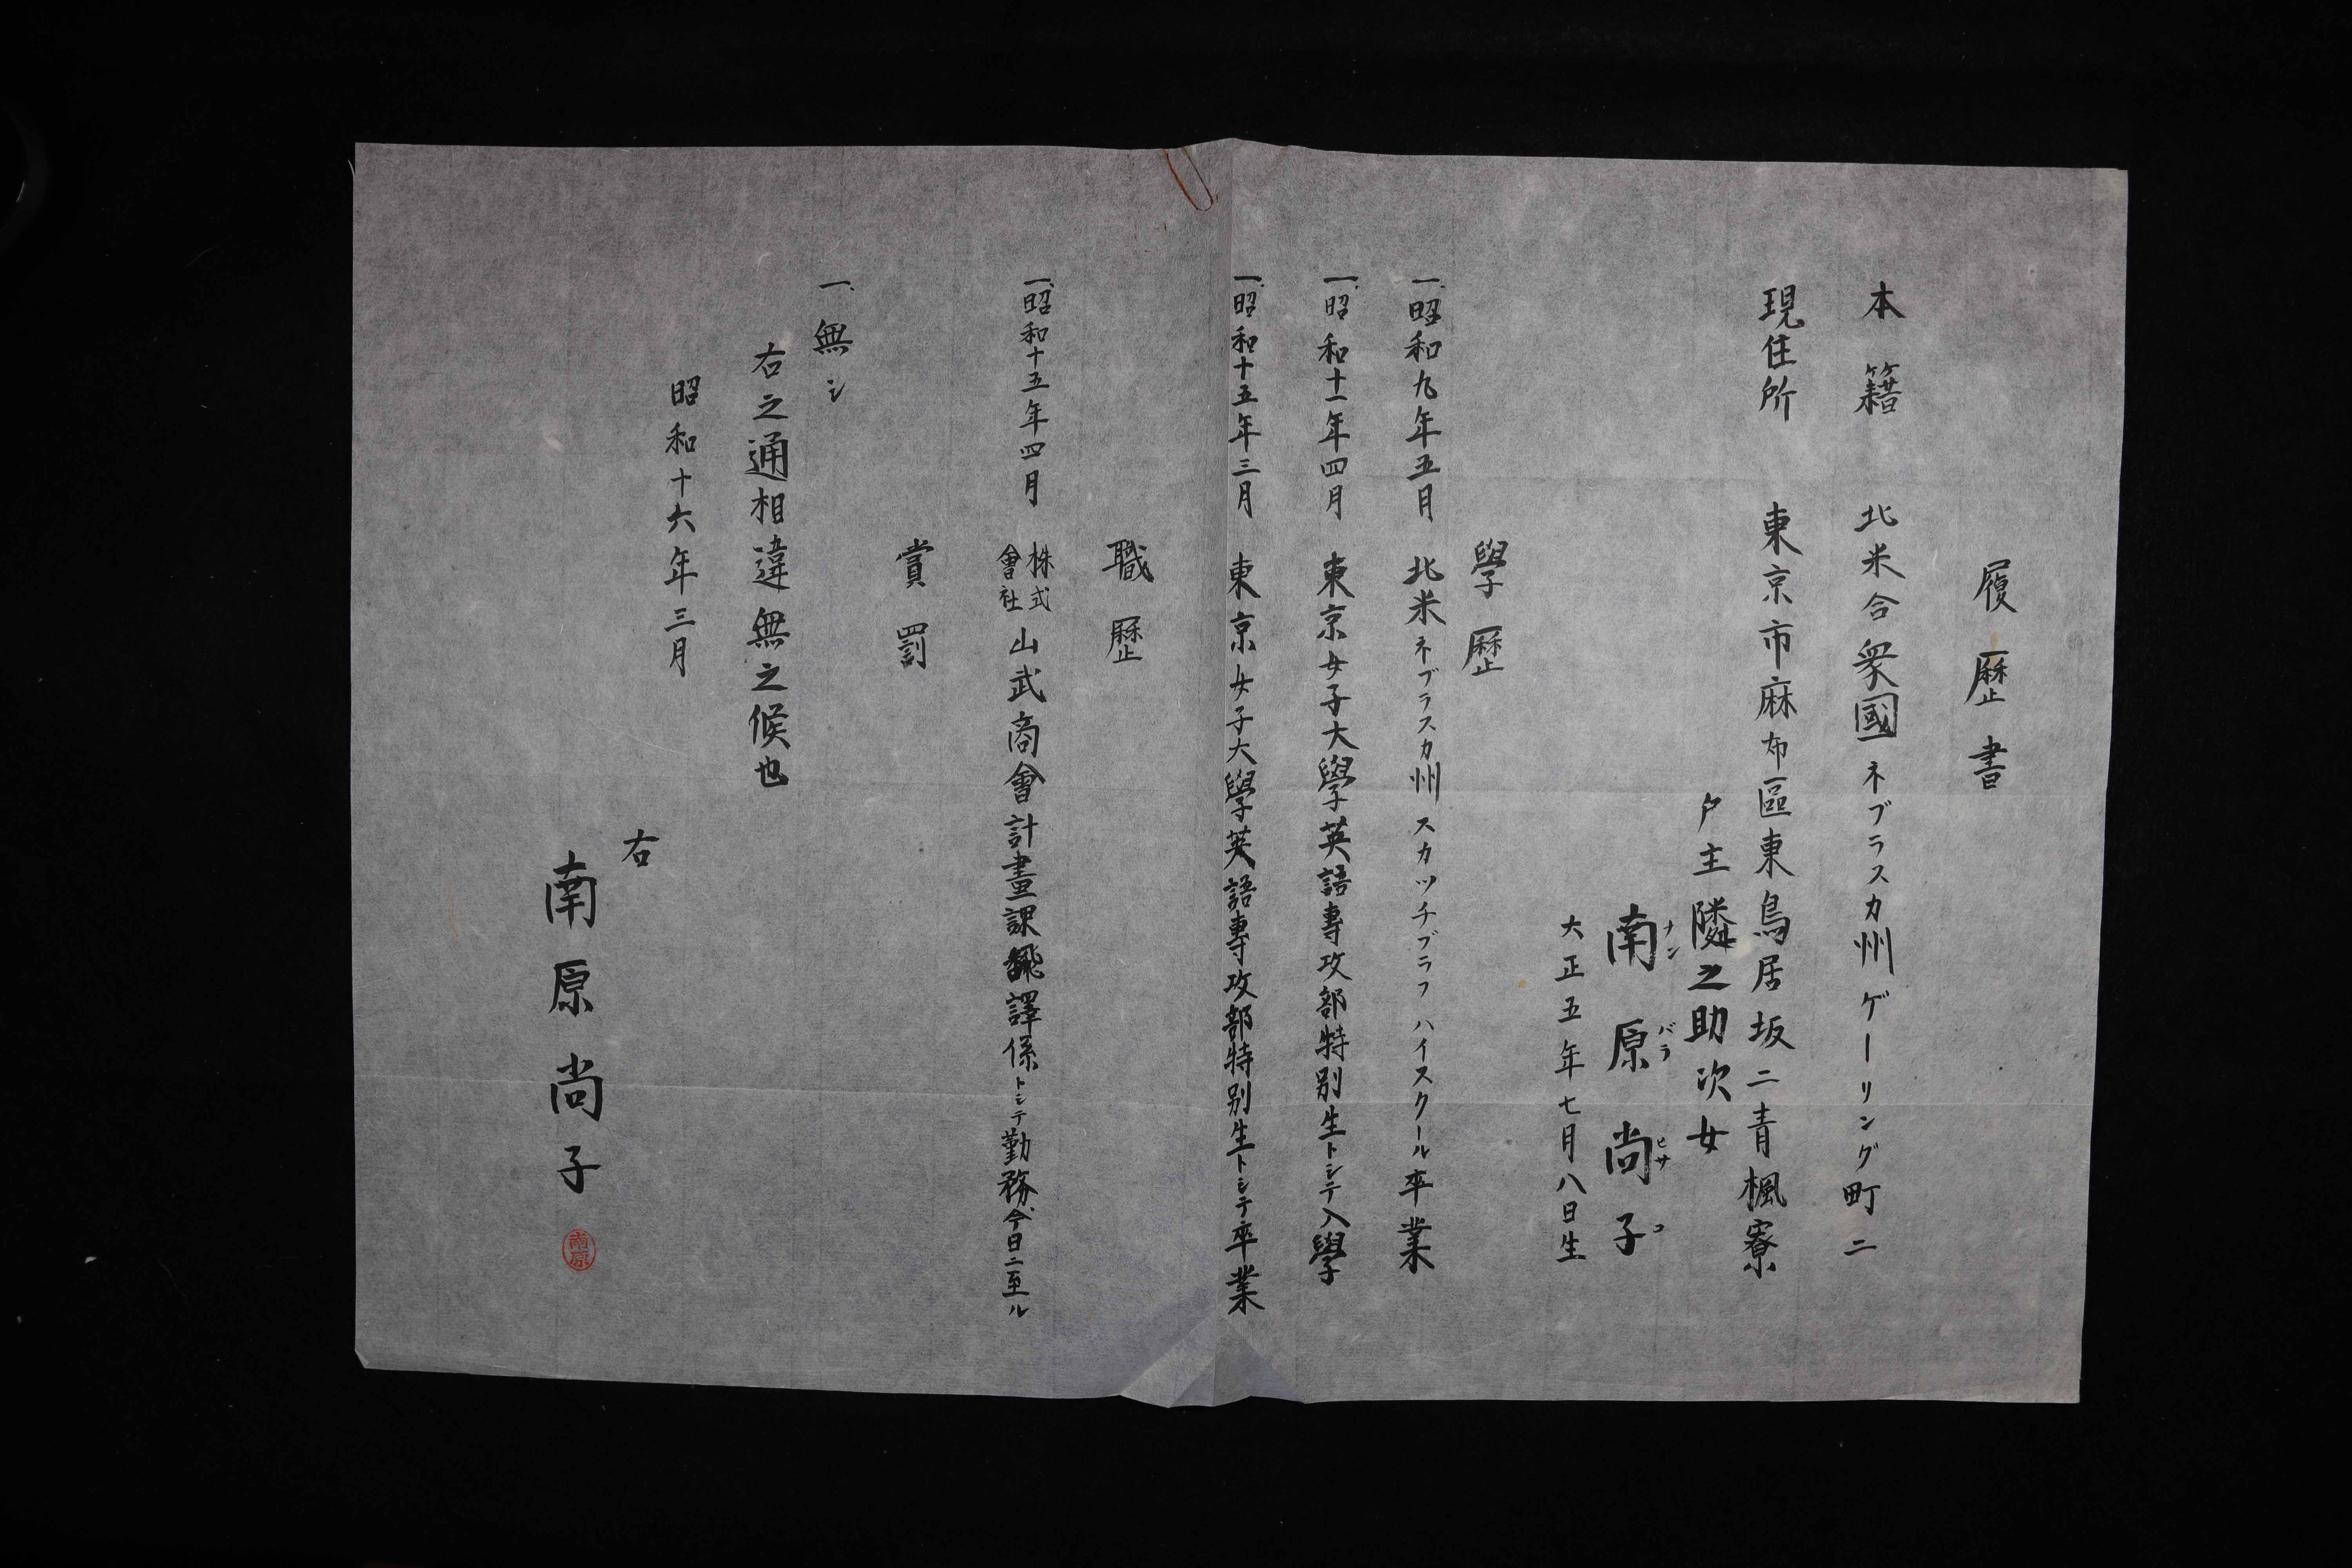 履歴書
本籍 北米合衆國ネブラスカ州ゲーリング町二
現住所 東京市麻布區東鳥居坂二青楓寮
戸主隣之助次女
南原尚子
ナンバラヒサコ
大正五年七月八日生
學歴
一、昭和九年五月 北米ネブラスカ州スカツチブラフハイスクール卒業
一、昭和十一年四月 東京女子大學英語專攻部特別生トシテ入學
一、昭和十五年三月 東京女子大學英語專攻部特別生トシテ卒業
職歴
一、昭和十五年四月 株式會社山武商會計畫課飜譯係トシテ勤務今日ニ至ル
賞罰
一、無シ
右之通相違無之候也
昭和十六年三月
右
南原尚子
南原